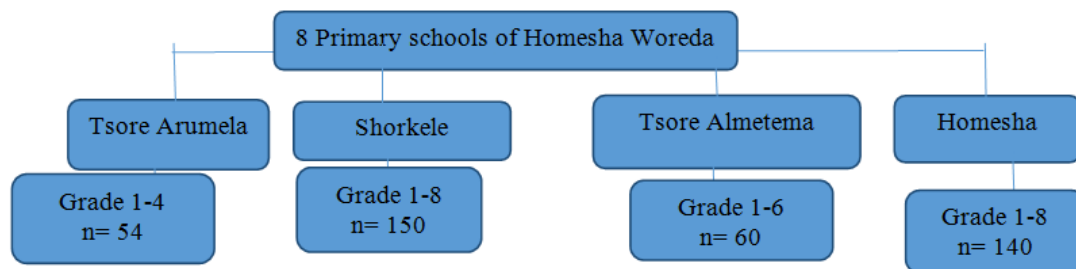 8 Primary schools of Homesha Woreda
Tsore Arumela
Shorkele
Tsore Almetema
Homesha
Grade 1-4
n= 54
Grade 1-8
n= 150
Grade 1-6
n= 60
Grade 1-8
n= 140